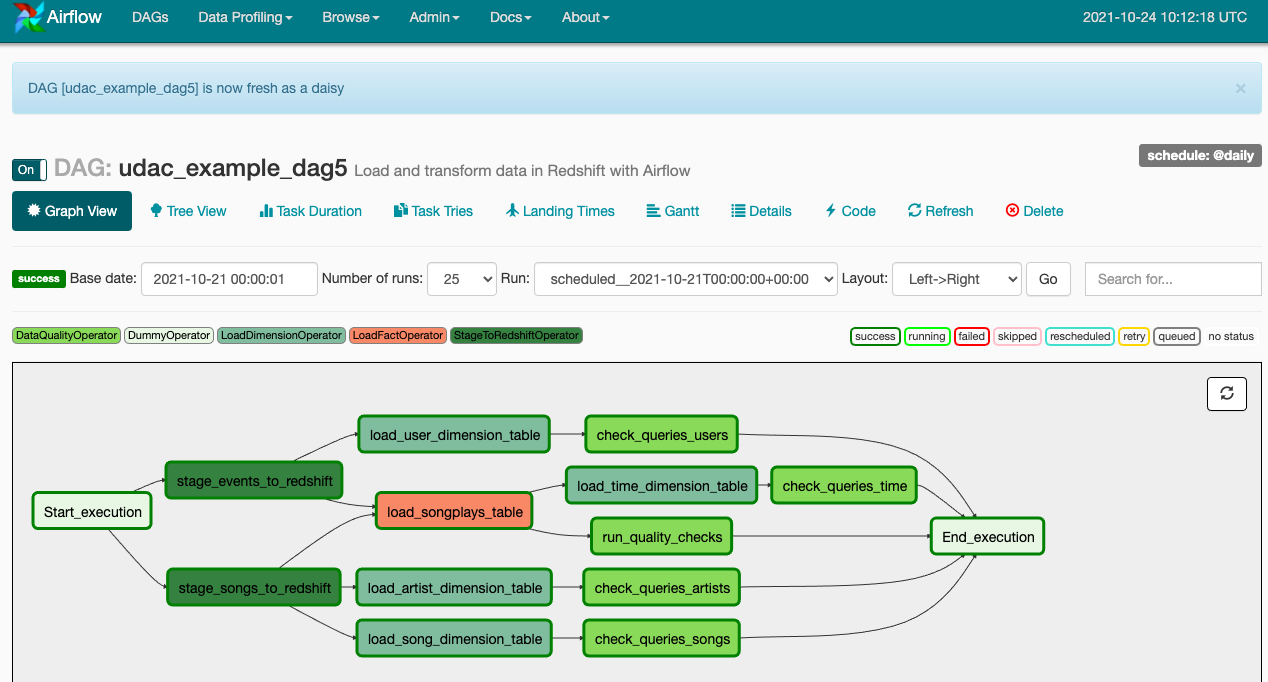 Airflow DAGs Data Profiling Browse Admin Docs About 2021-10-24 10:12:18 UTC
DAG [udac_example_dag5] is now fresh as a daisy ×
schedule: @daily
On DAG: udac_example_dag5 Load and transform data in Redshift with Airflow
Graph View Tree View Task Duration Task Tries Landing Times Gantt Details Code Refresh Delete
success Base date: 2021-10-21 00:00:01 Number of runs: 25 Run: scheduled__2021-10-21T00:00:00+00:00 Layout: Left->Right Go Search for...
DataQualityOperator DummyOperator LoadDimensionOperator LoadFactOperator StageToRedshiftOperator success running failed skipped rescheduled retry queued no status
load_user_dimension_table check_queries_users
stage_events_to_redshift load_time_dimension_table check_queries_time
Start_execution load_songplays_table
run_quality_checks End_execution
stage_songs_to_redshift load_artist_dimension_table check_queries_artists
load_song_dimension_table check_queries_songs